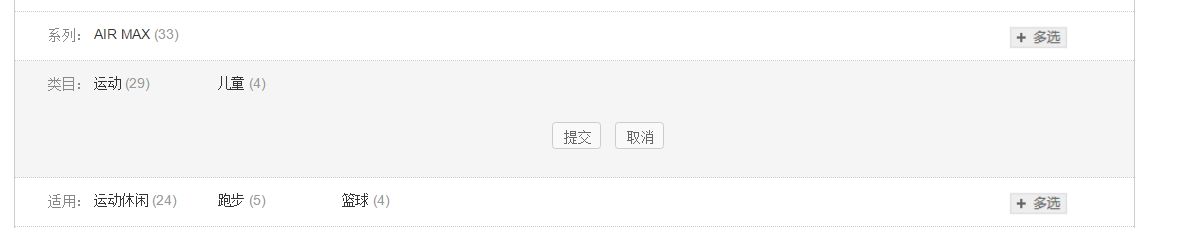 系列： AIR MAX (33) + 多选
类目： 运动 (29) 儿童 (4)
提交 取消
适用： 运动休闲 (24) 跑步 (5) 篮球 (4) + 多选